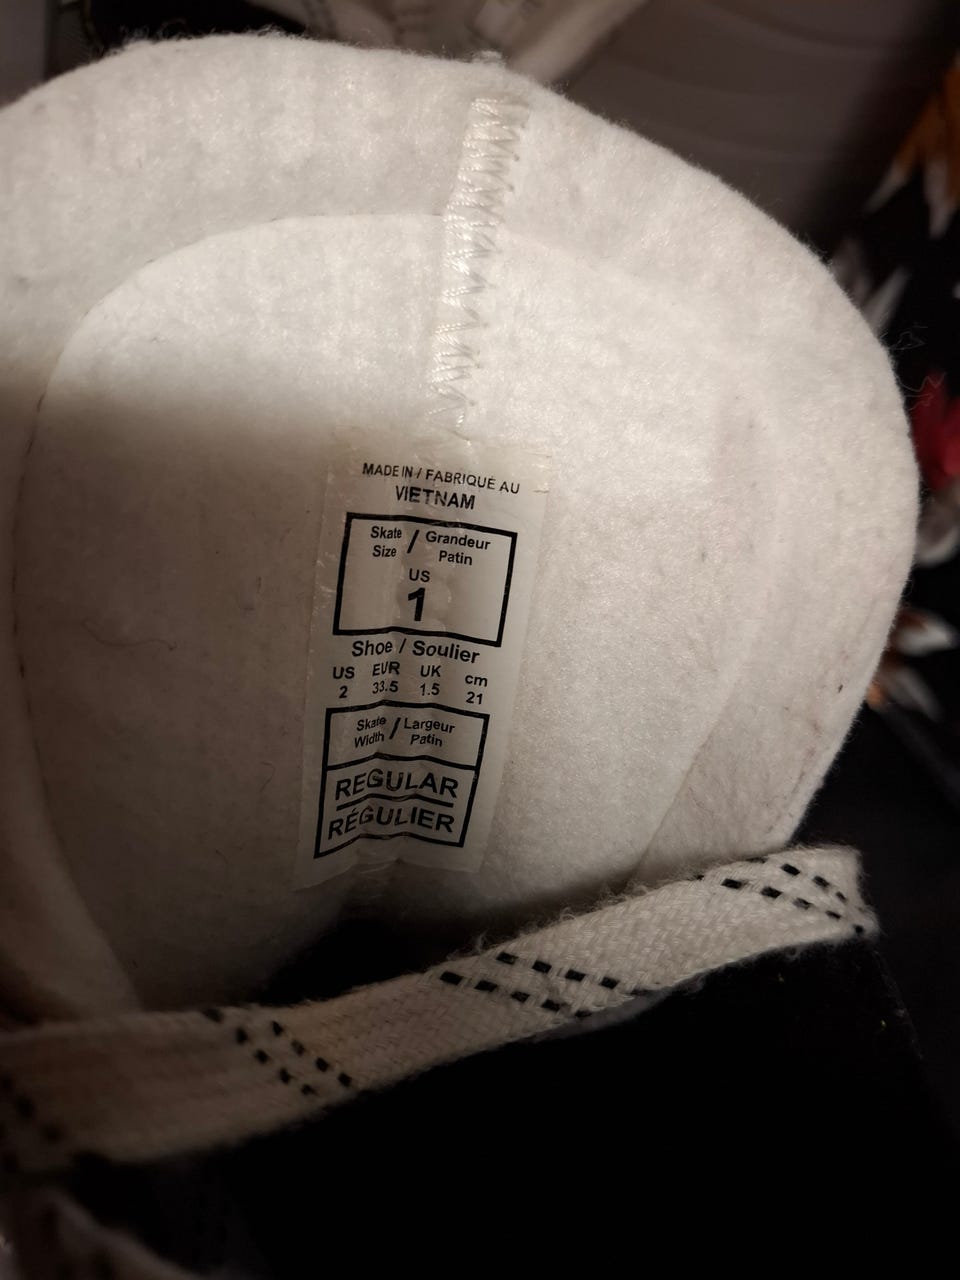 MADE IN / FABRIQUÉ AU
VIETNAM
Skate Size / Grandeur Patin
US
1
Shoe / Soulier
US EUR UK cm
2 33.5 1.5 21
Skate Width / Largeur Patin
REGULAR
RÉGULIER